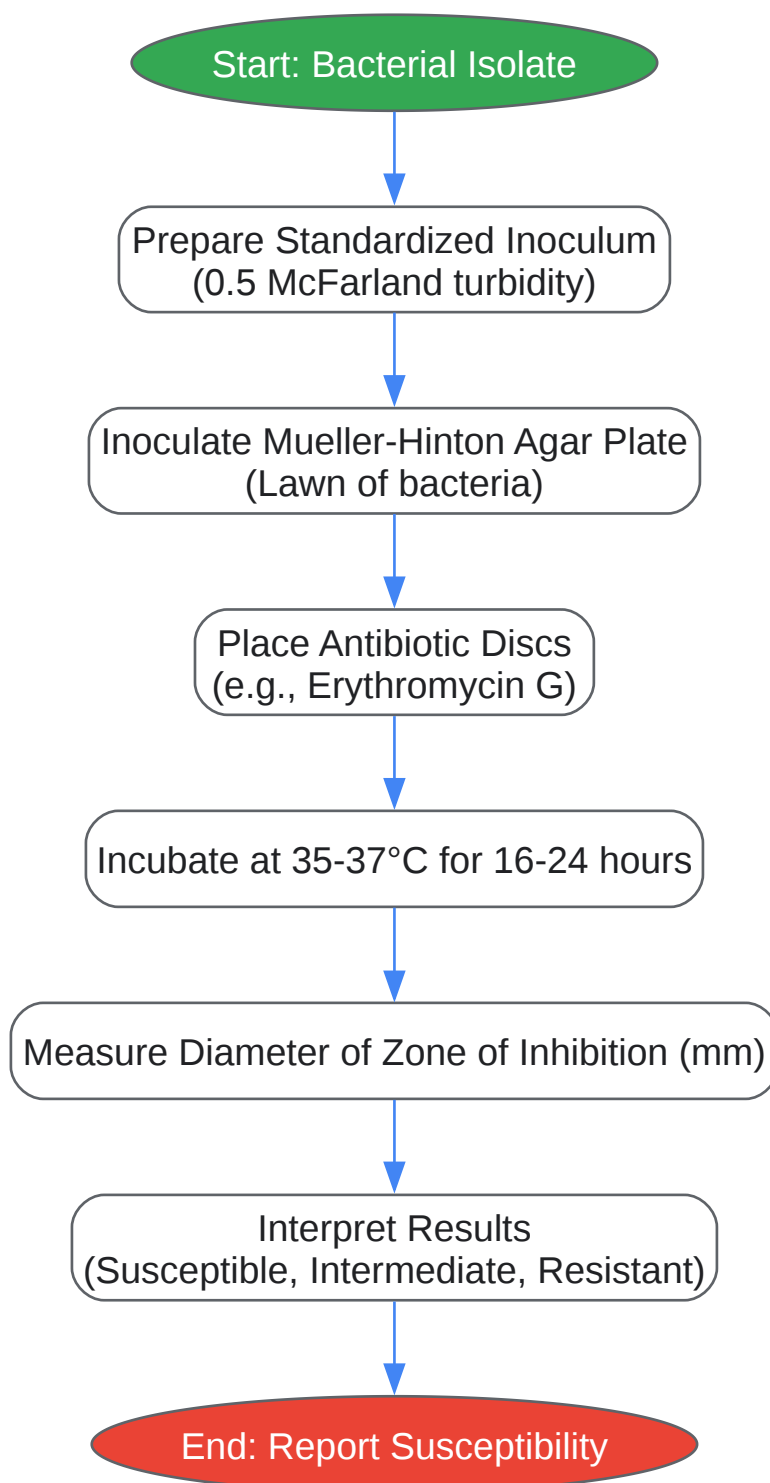 Start: Bacterial Isolate
Prepare Standardized Inoculum
(0.5 McFarland turbidity)
Inoculate Mueller-Hinton Agar Plate
(Lawn of bacteria)
Place Antibiotic Discs
(e.g., Erythromycin G)
Incubate at 35-37°C for 16-24 hours
Measure Diameter of Zone of Inhibition (mm)
Interpret Results
(Susceptible, Intermediate, Resistant)
End: Report Susceptibility